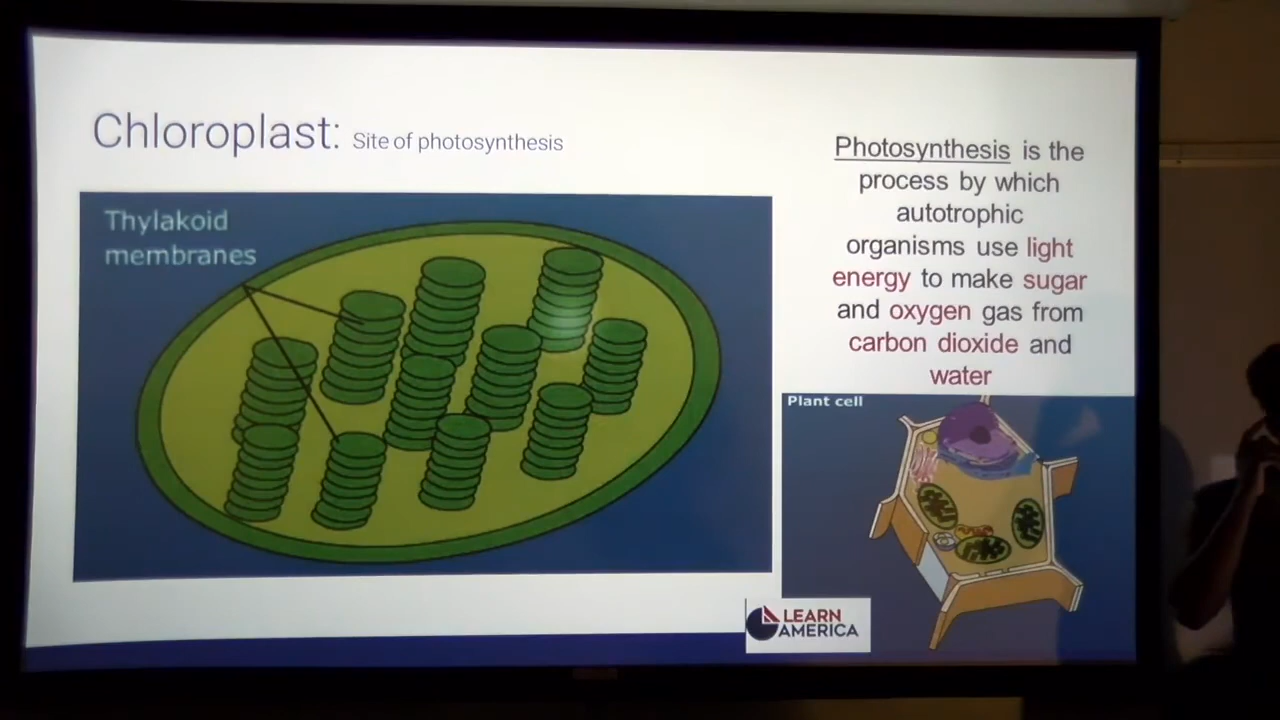 Chloroplast: Site of photosynthesis
Thylakoid
membranes
Photosynthesis is the
process by which
autotrophic
organisms use light
energy to make sugar
and oxygen gas from
carbon dioxide and
water
Plant cell
LEARN
AMERICA